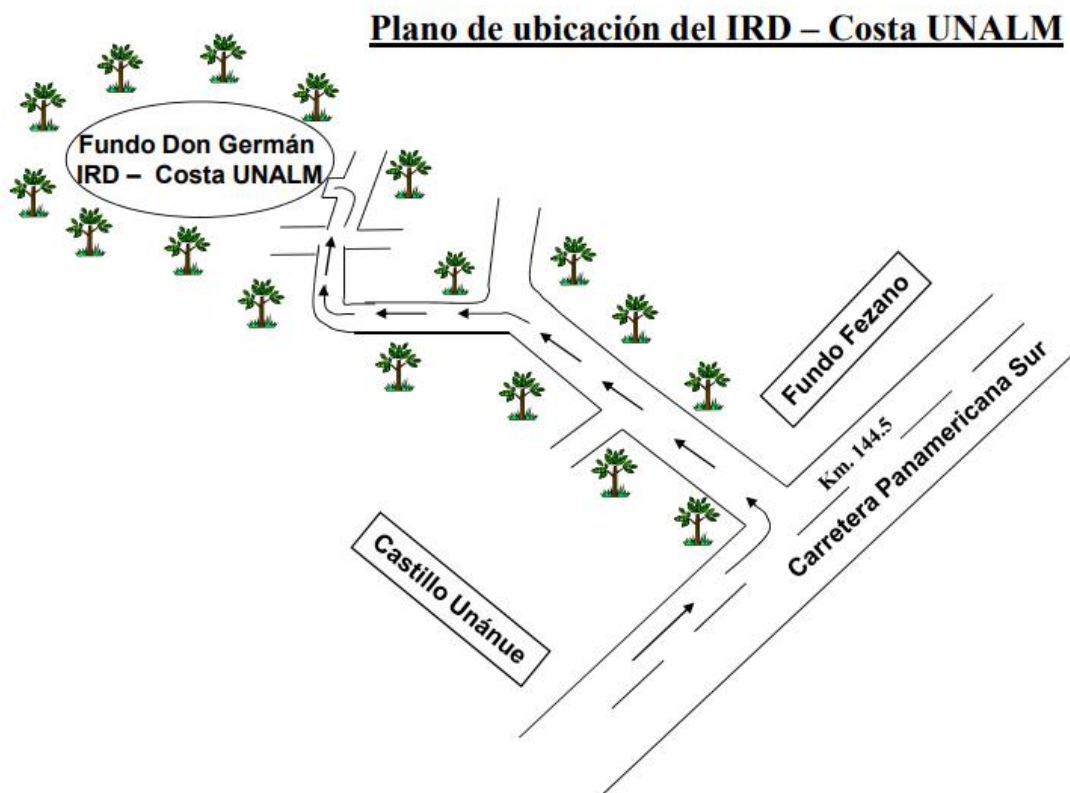 Plano de ubicación del IRD – Costa UNALM
Fundo Don Germán
IRD – Costa UNALM
Fundo Fezano
Km. 144.5
Carretera Panamericana Sur
Castillo Unánue